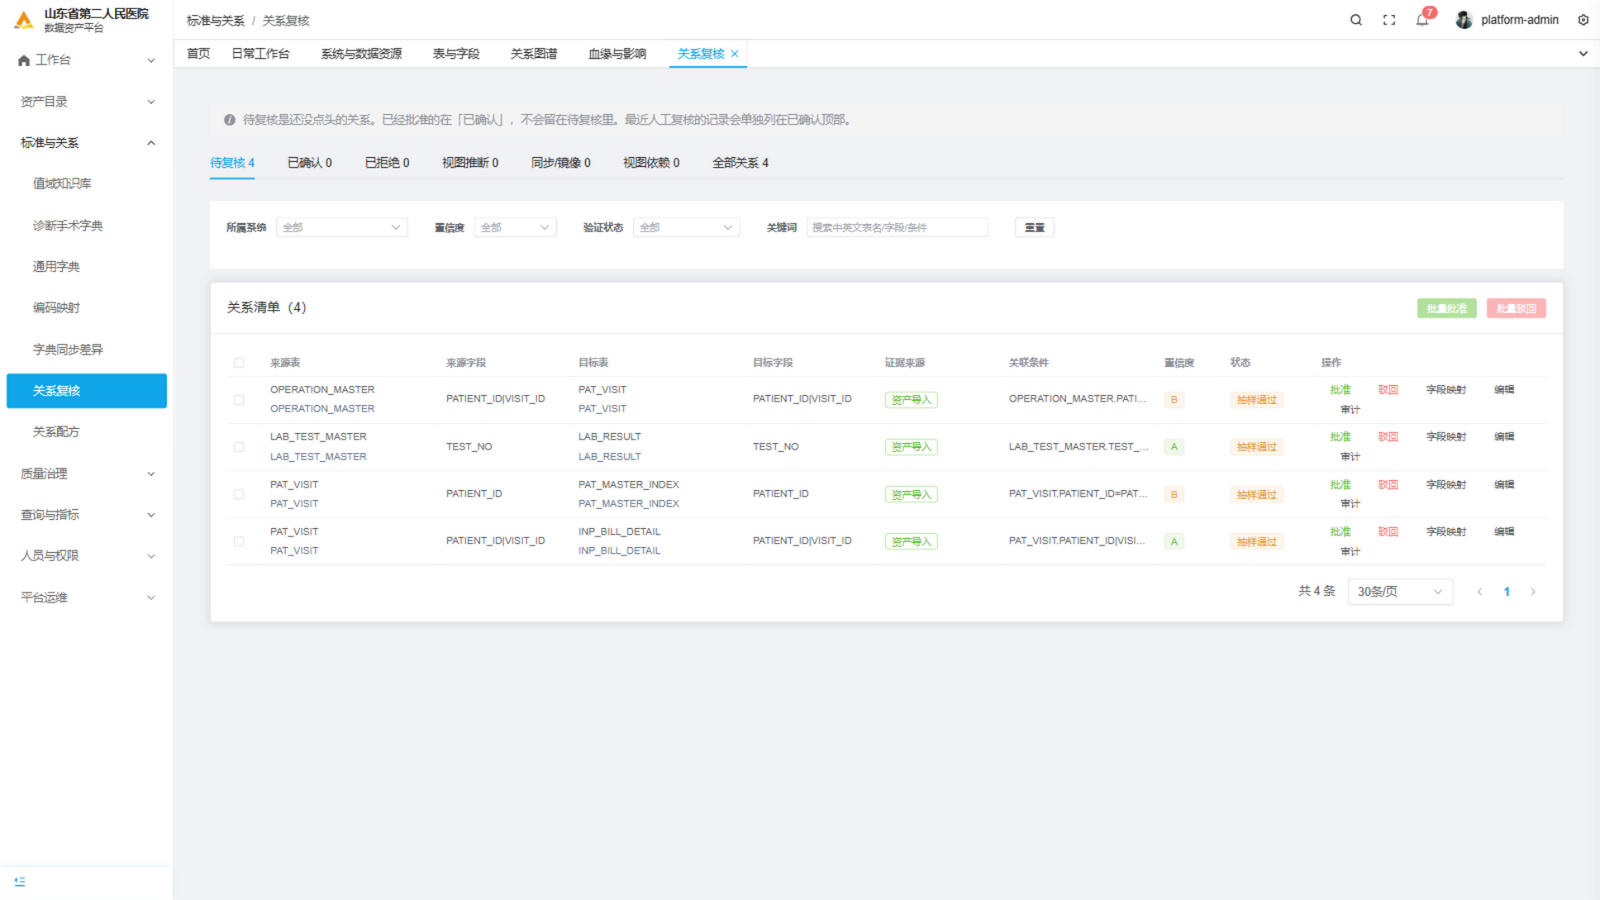 山东省第二人民医院
数据资产平台
标准与关系 / 关系复核
7
platform-admin
首页 日常工作台 系统与数据资源 表与字段 关系图谱 血缘与影响 关系复核
工作台
资产目录
标准与关系
值域知识库
诊断手术字典
通用字典
编码映射
字典同步差异
关系复核
关系配方
质量治理
查询与指标
人员与权限
平台运维
待复核是还没点头的关系。已经批准的在「已确认」，不会留在待复核里。最近人工复核的记录会单独列在已确认顶部。
待复核 4 已确认 0 已拒绝 0 视图推断 0 同步/镜像 0 视图依赖 0 全部关系 4
所属系统 全部 置信度 全部 验证状态 全部 关键词 搜索中英文表名/字段/条件 重置
关系清单（4）
批量批准 批量驳回
来源表 来源字段 目标表 目标字段 证据来源 关联条件 置信度 状态 操作
OPERATION_MASTER PAT_VISIT 批准 驳回 字段映射 编辑
PATIENT_ID|VISIT_ID PATIENT_ID|VISIT_ID 资产导入 OPERATION_MASTER.PATI... B 抽样通过
OPERATION_MASTER PAT_VISIT 审计
LAB_TEST_MASTER LAB_RESULT 批准 驳回 字段映射 编辑
TEST_NO TEST_NO 资产导入 LAB_TEST_MASTER.TEST_... A 抽样通过
LAB_TEST_MASTER LAB_RESULT 审计
PAT_VISIT PAT_MASTER_INDEX 批准 驳回 字段映射 编辑
PATIENT_ID PATIENT_ID 资产导入 PAT_VISIT.PATIENT_ID=PAT... B 抽样通过
PAT_VISIT PAT_MASTER_INDEX 审计
PAT_VISIT INP_BILL_DETAIL 批准 驳回 字段映射 编辑
PATIENT_ID|VISIT_ID PATIENT_ID|VISIT_ID 资产导入 PAT_VISIT.PATIENT_ID|VISI... A 抽样通过
PAT_VISIT INP_BILL_DETAIL 审计
共 4 条 30条/页 1